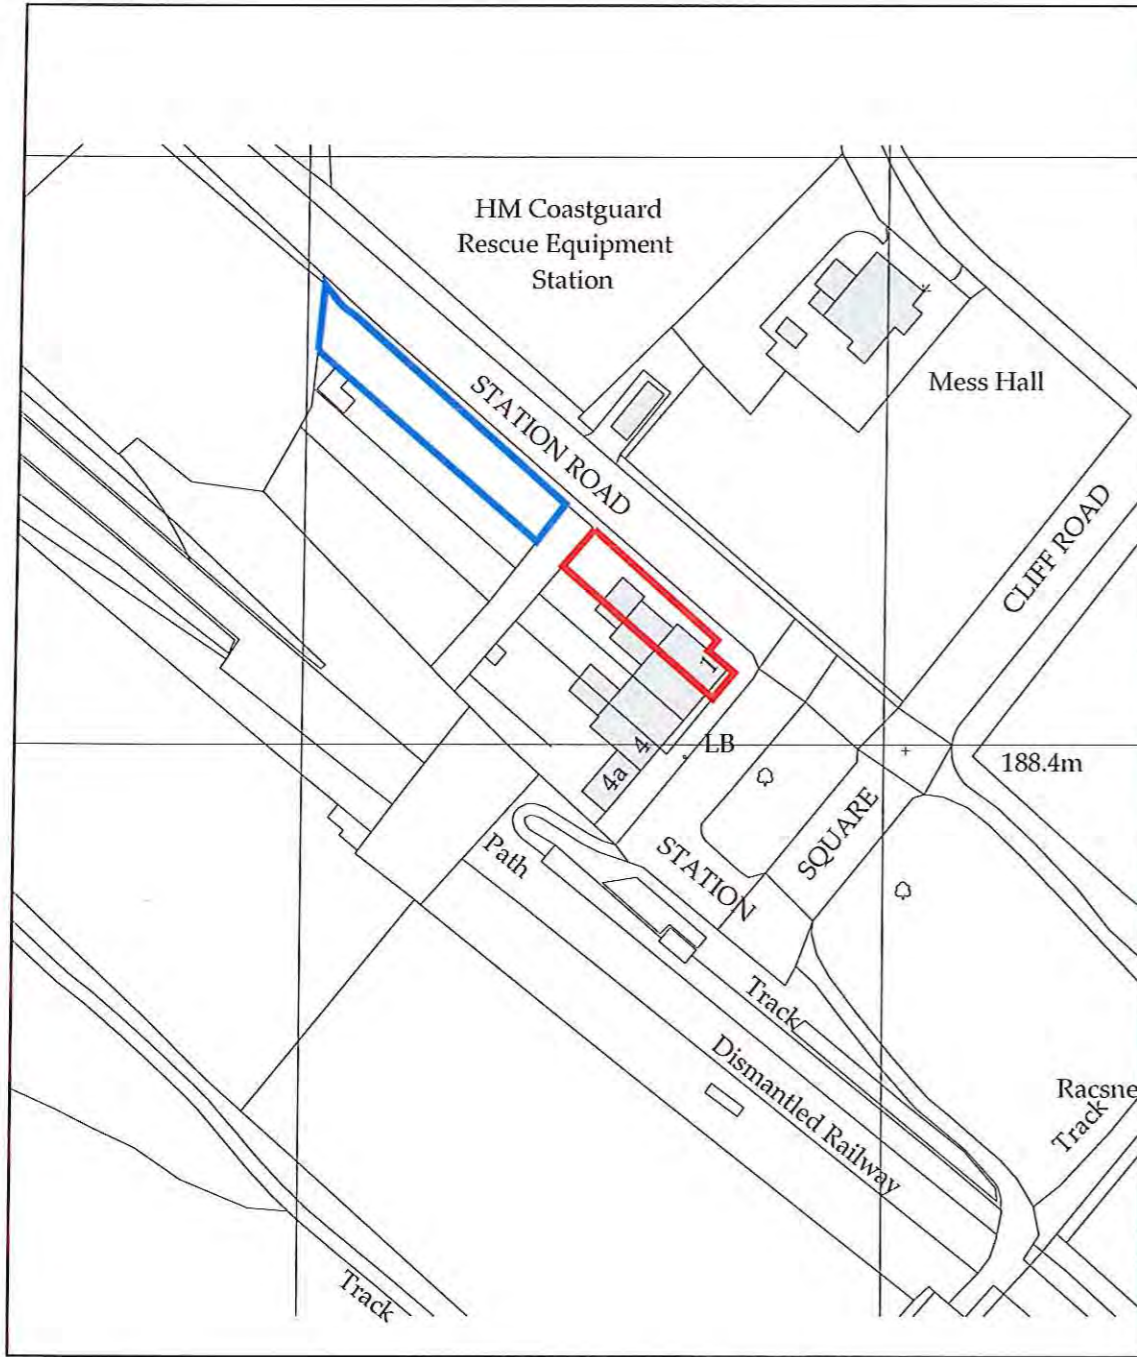 HM Coastguard
Rescue Equipment
Station
Mess Hall
STATION ROAD
CLIFF ROAD
1
LB
4
4a
188.4m
SQUARE
STATION
Path
Track
Dismantled Railway
Racsne
Track
Track